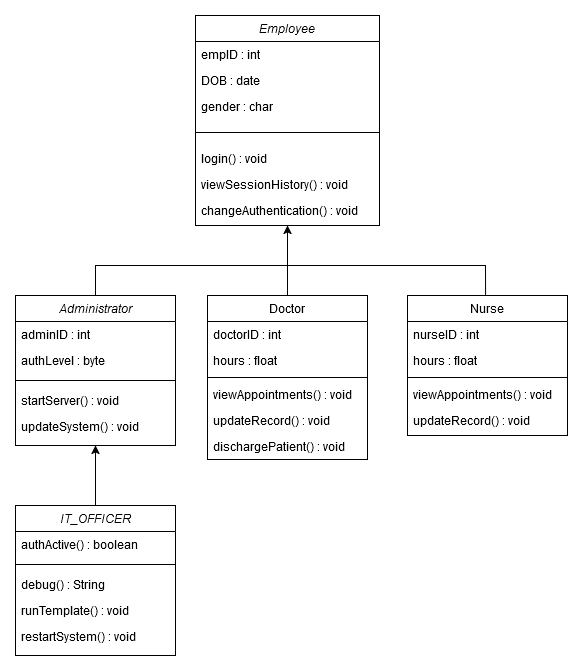 Employee
empID : int
DOB : date
gender : char
login() : void
viewSessionHistory() : void
changeAuthentication() : void
Administrator
adminID : int
authLevel : byte
startServer() : void
updateSystem() : void
Doctor
doctorID : int
hours : float
viewAppointments() : void
updateRecord() : void
dischargePatient() : void
Nurse
nurseID : int
hours : float
viewAppointments() : void
updateRecord() : void
IT_OFFICER
authActive() : boolean
debug() : String
runTemplate() : void
restartSystem() : void